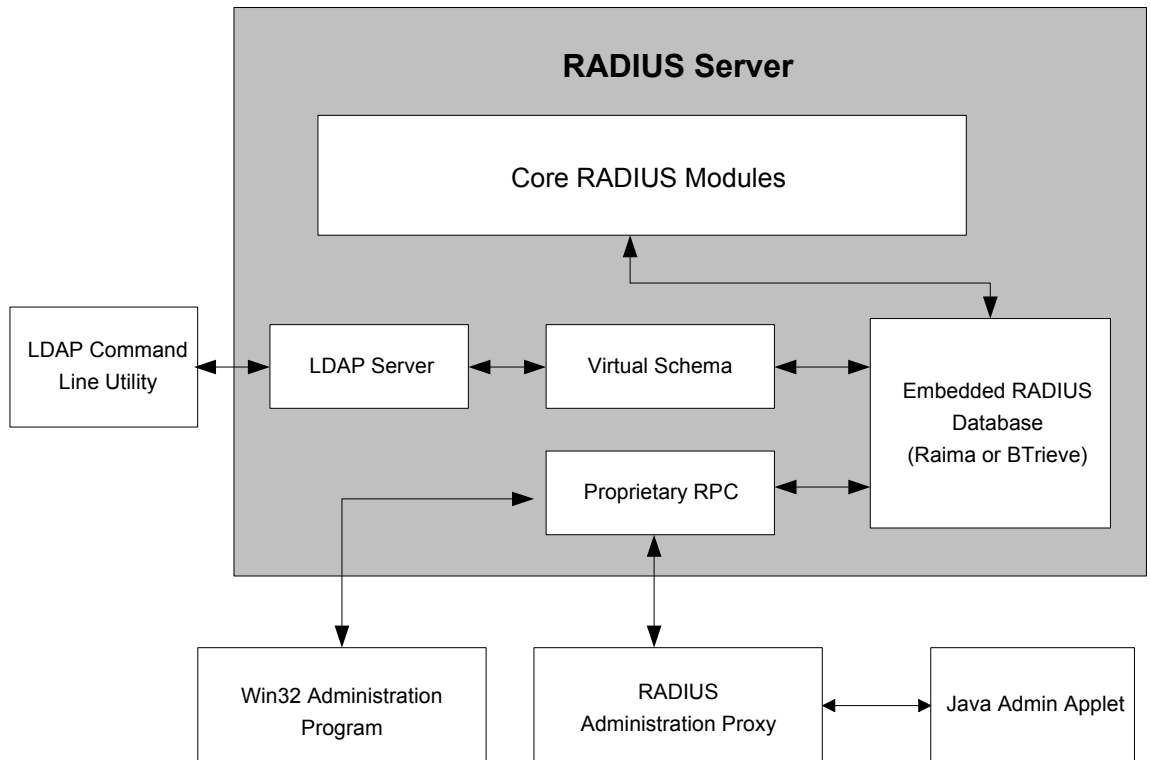 RADIUS Server
Core RADIUS Modules
LDAP Command
Line Utility
LDAP Server
Virtual Schema
Embedded RADIUS
Database
(Raima or BTrieve)
Proprietary RPC
Win32 Administration
Program
RADIUS
Administration Proxy
Java Admin Applet